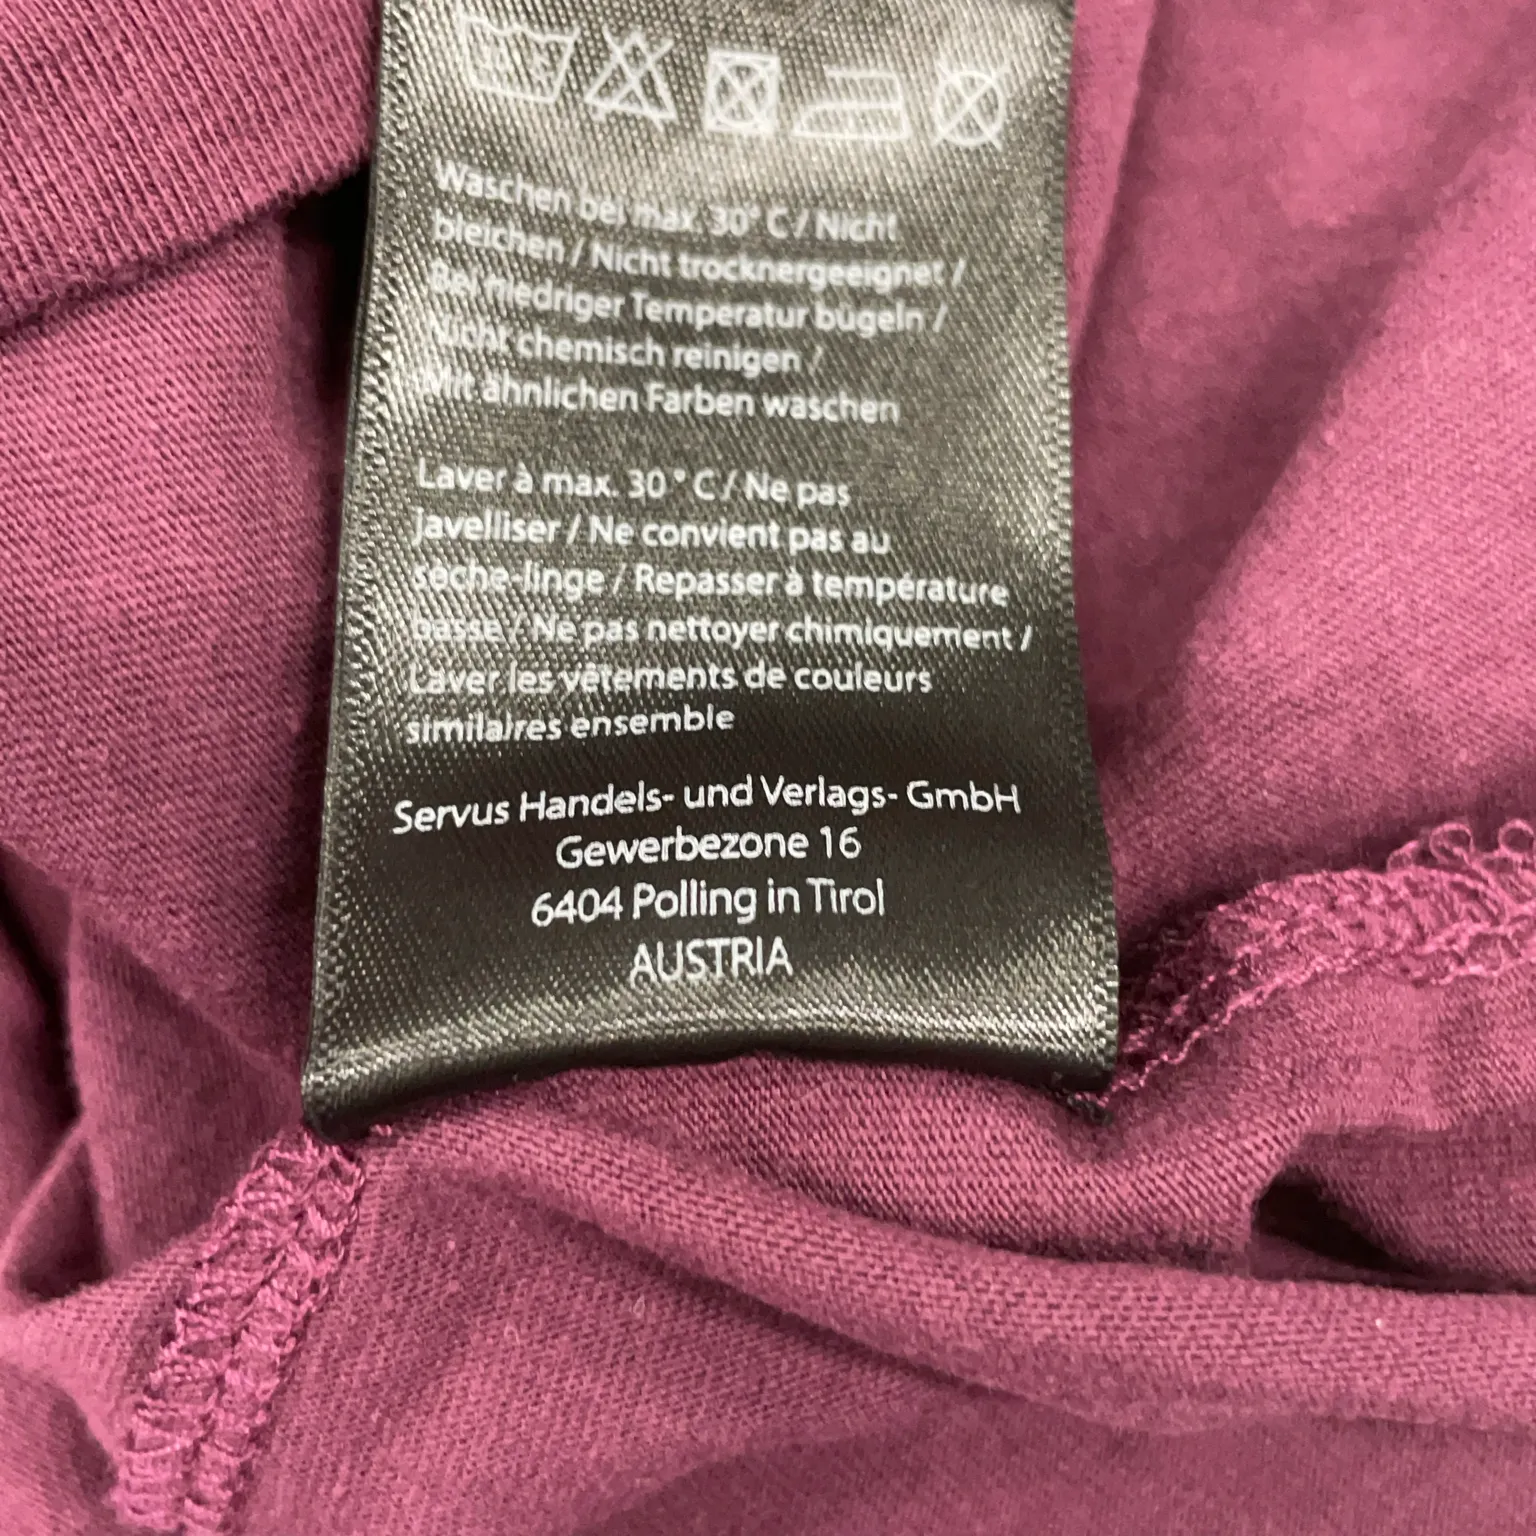 Waschen bei max. 30° C / Nicht
bleichen / Nicht trocknergeeignet /
Bei niedriger Temperatur bügeln /
Nicht chemisch reinigen /
Mit ähnlichen Farben waschen
Laver à max. 30 ° C / Ne pas
javelliser / Ne convient pas au
sèche-linge / Repasser à température
basse / Ne pas nettoyer chimiquement /
Laver les vêtements de couleurs
similaires ensemble
Servus Handels- und Verlags- GmbH
Gewerbezone 16
6404 Polling in Tirol
AUSTRIA